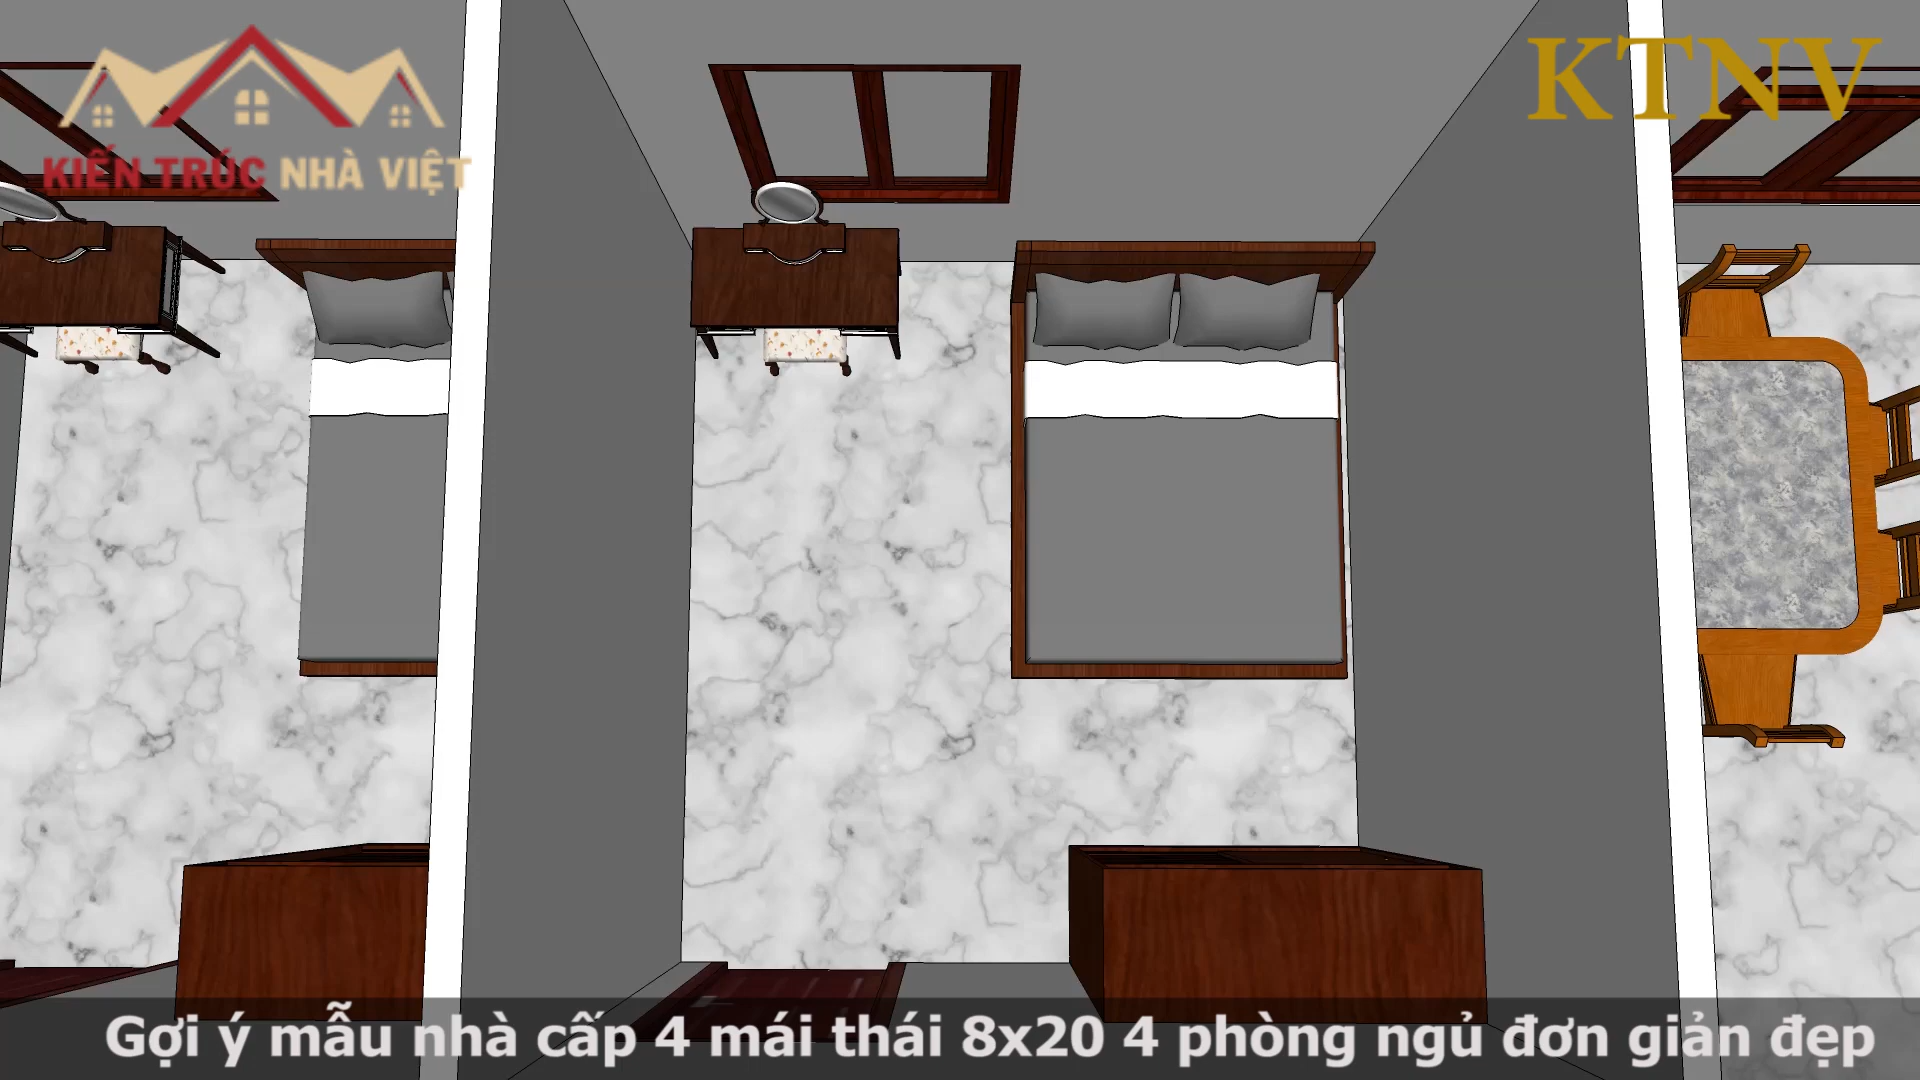 KIẾN TRÚC NHÀ VIỆT
KTNV
Gợi ý mẫu nhà cấp 4 mái thái 8x20 4 phòng ngủ đơn giản đẹp